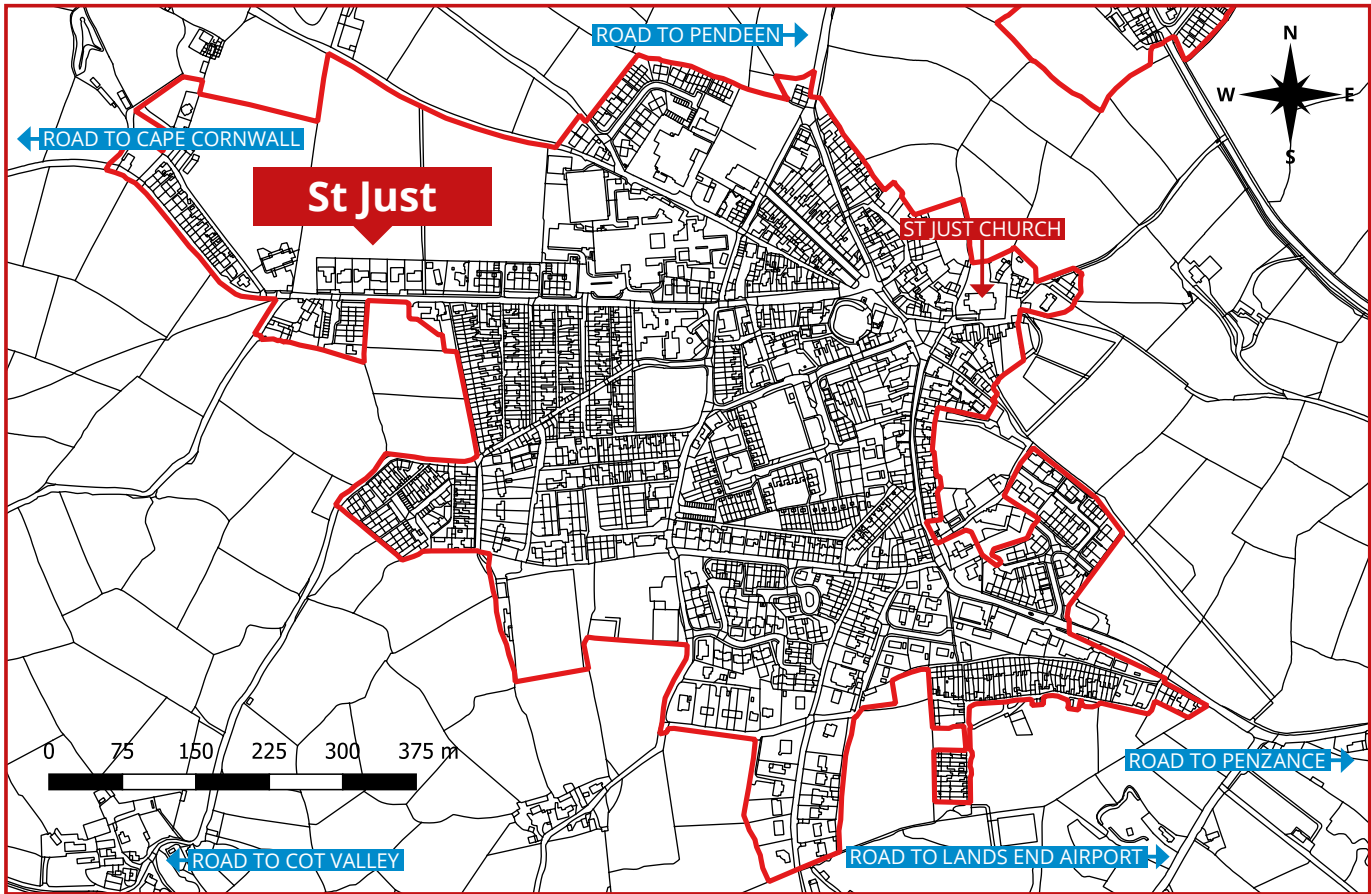 ROAD TO PENDEEN
N
W E
S
ROAD TO CAPE CORNWALL
St Just
ST JUST CHURCH
0 75 150 225 300 375 m
ROAD TO PENZANCE
ROAD TO COT VALLEY
ROAD TO LANDS END AIRPORT